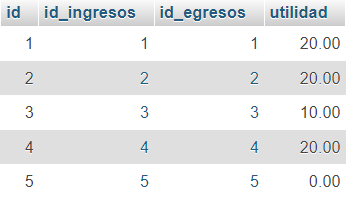 id id_ingresos id_egresos utilidad
1 1 1 20.00
2 2 2 20.00
3 3 3 10.00
4 4 4 20.00
5 5 5 0.00